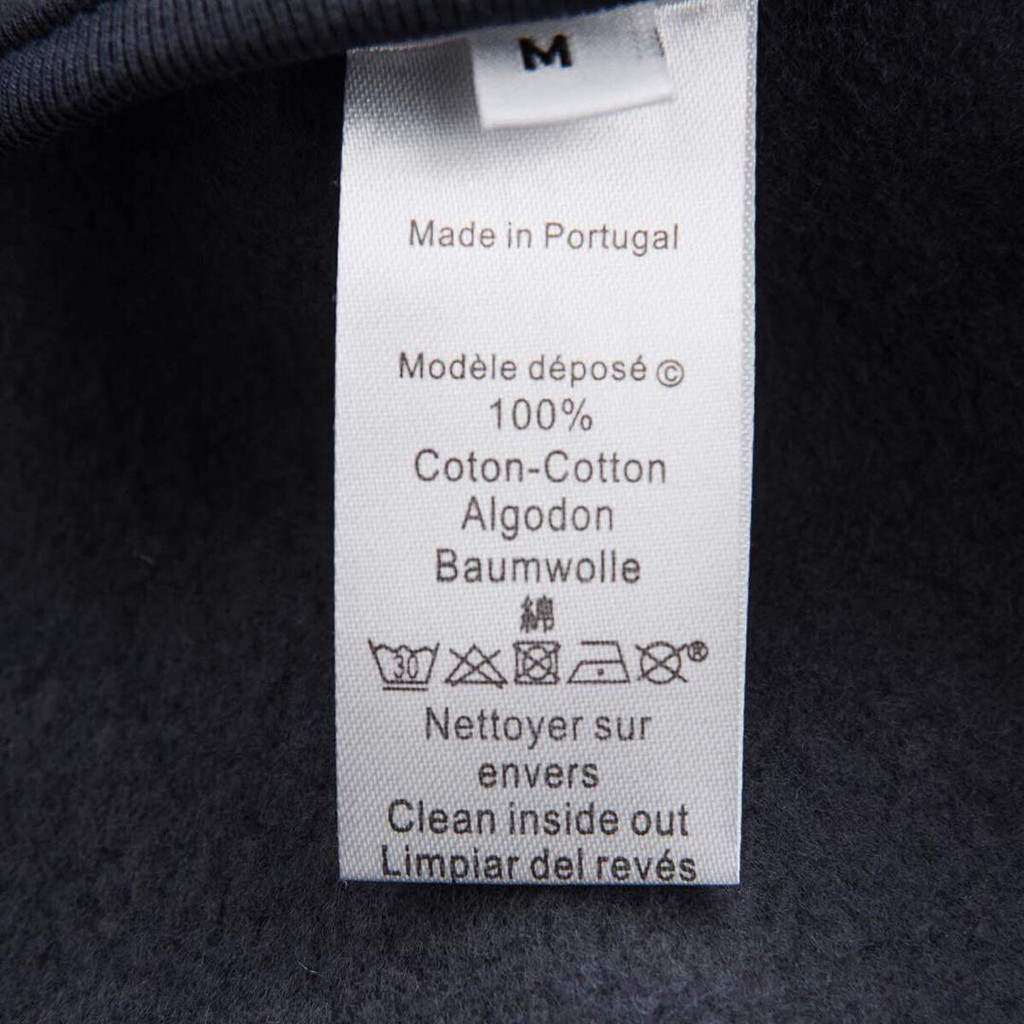 M
Made in Portugal
Modèle déposé ©
100%
Coton-Cotton
Algodon
Baumwolle
綿
30 ®
Nettoyer sur
envers
Clean inside out
Limpiar del revés